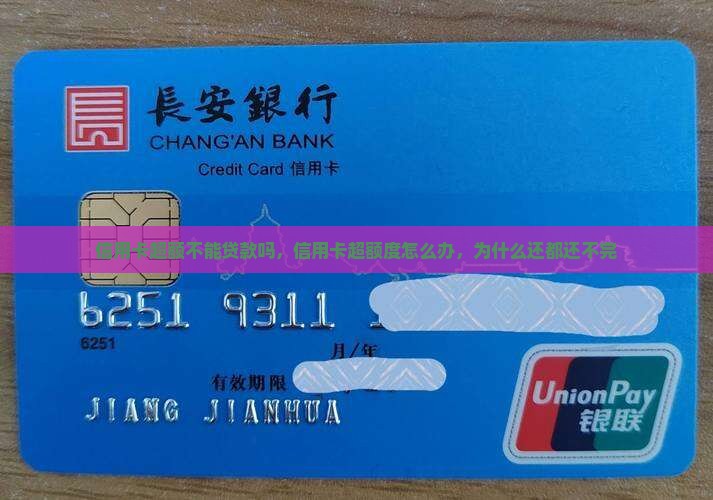 長安銀行
CHANG'AN BANK
Credit Card 信用卡
信用卡超额不能贷款吗，信用卡超额度怎么办，为什么还都还不完
6251 9311 1
6251
月/年
有效期限
JIANG JIANHUA
UnionPay
银联